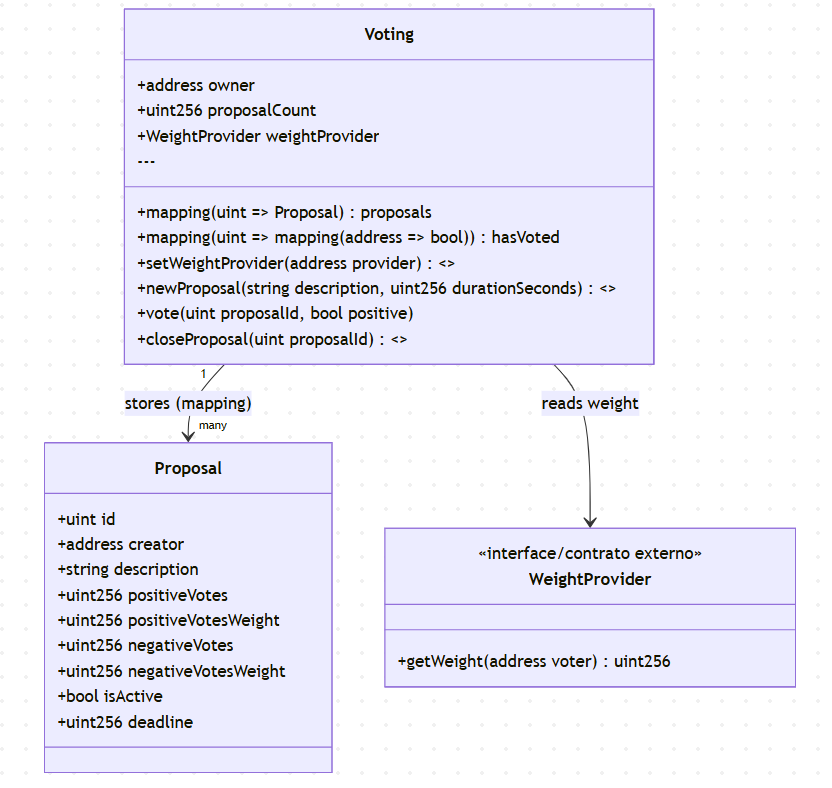 Voting
+address owner
+uint256 proposalCount
+WeightProvider weightProvider
---
+mapping(uint => Proposal) : proposals
+mapping(uint => mapping(address => bool)) : hasVoted
+setWeightProvider(address provider) : <>
+newProposal(string description, uint256 durationSeconds) : <>
+vote(uint proposalId, bool positive)
+closeProposal(uint proposalId) : <>
1
stores (mapping)
many
reads weight
Proposal
+uint id
+address creator
+string description
+uint256 positiveVotes
+uint256 positiveVotesWeight
+uint256 negativeVotes
+uint256 negativeVotesWeight
+bool isActive
+uint256 deadline
«interface/contrato externo»
WeightProvider
+getWeight(address voter) : uint256